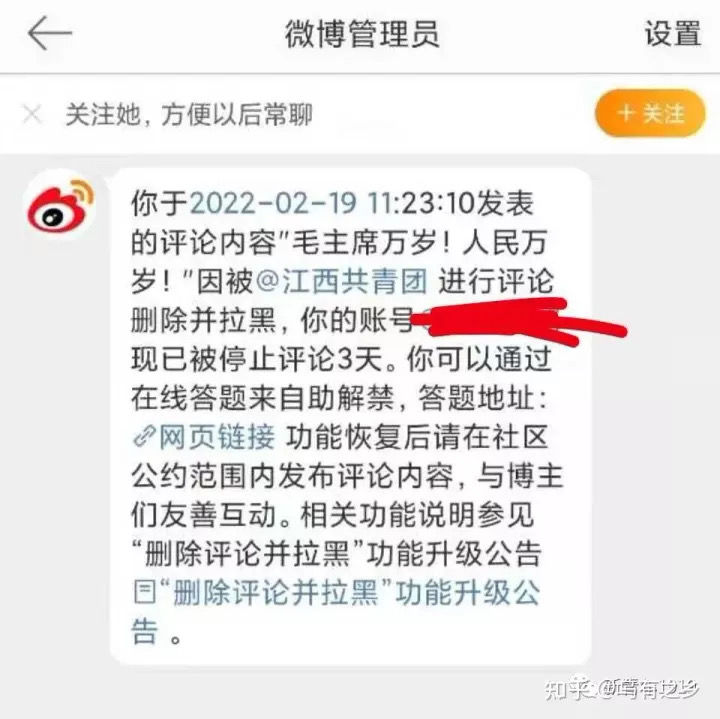 微博管理员
设置
关注她，方便以后常聊
+ 关注
你于2022-02-19 11:23:10发表
的评论内容"毛主席万岁！人民万
岁！"因被@江西共青团 进行评论
删除并拉黑，你的账号
现已被停止评论3天。你可以通过
在线答题来自助解禁，答题地址：
网页链接 功能恢复后请在社区
公约范围内发布评论内容，与博主
们友善互动。相关功能说明参见
“删除评论并拉黑”功能升级公告
“删除评论并拉黑”功能升级公
告 。
知乎
有之乡